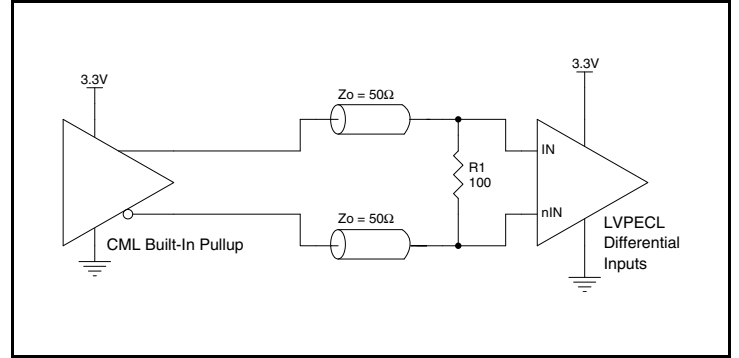 3.3V
3.3V
Zo = 50Ω
IN
R1
100
Zo = 50Ω
nIN
CML Built-In Pullup
LVPECL
Differential
Inputs